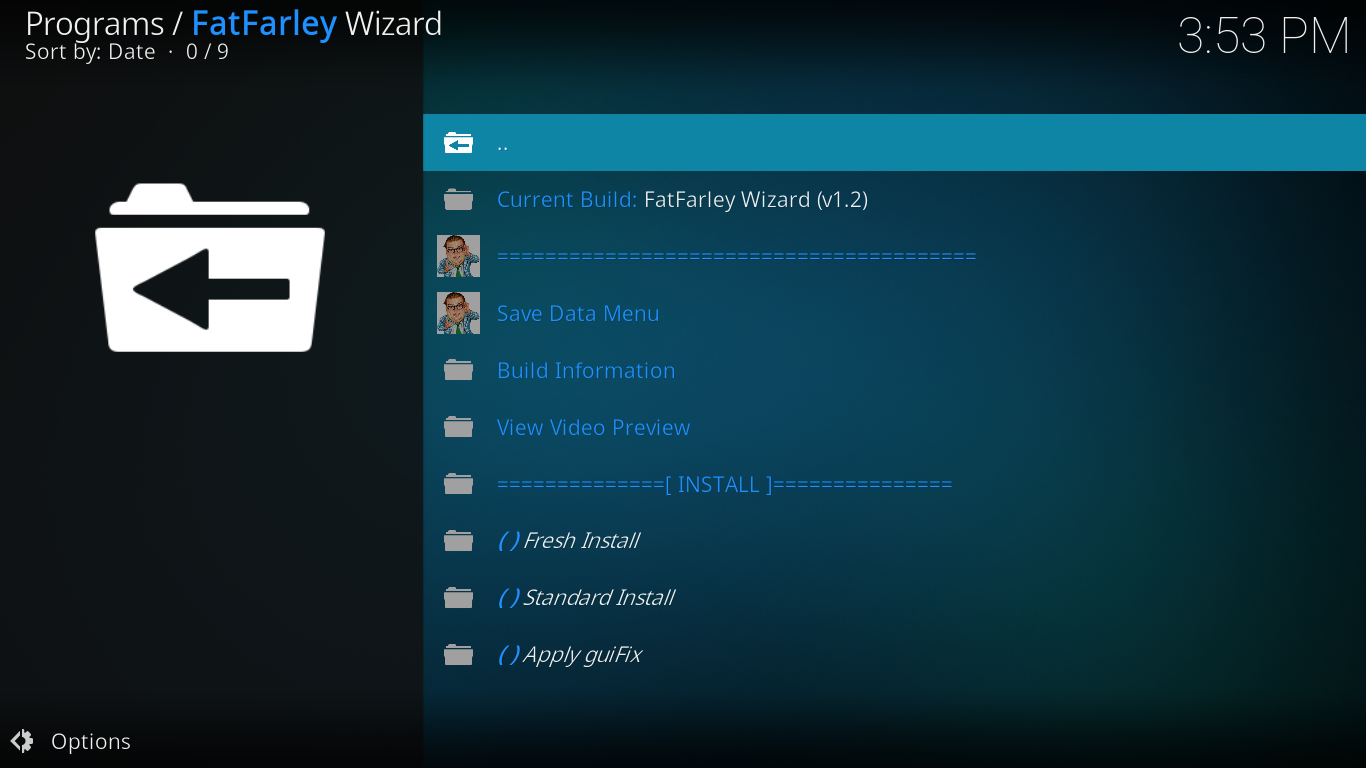 Programs / FatFarley Wizard
Sort by: Date · 0 / 9
3:53 PM
..
Current Build: FatFarley Wizard (v1.2)
========================================
Save Data Menu
Build Information
View Video Preview
==============[ INSTALL ]===============
( ) Fresh Install
( ) Standard Install
( ) Apply guiFix
Options